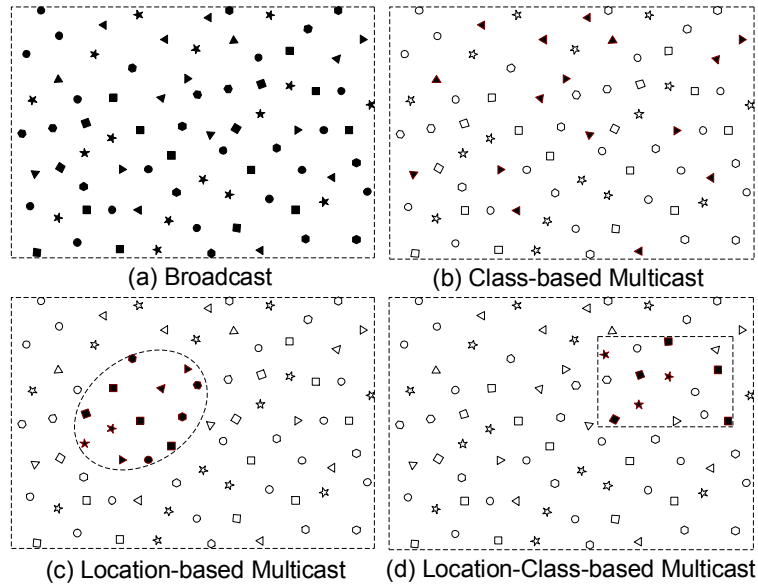 (a) Broadcast
(b) Class-based Multicast
(c) Location-based Multicast
(d) Location-Class-based Multicast